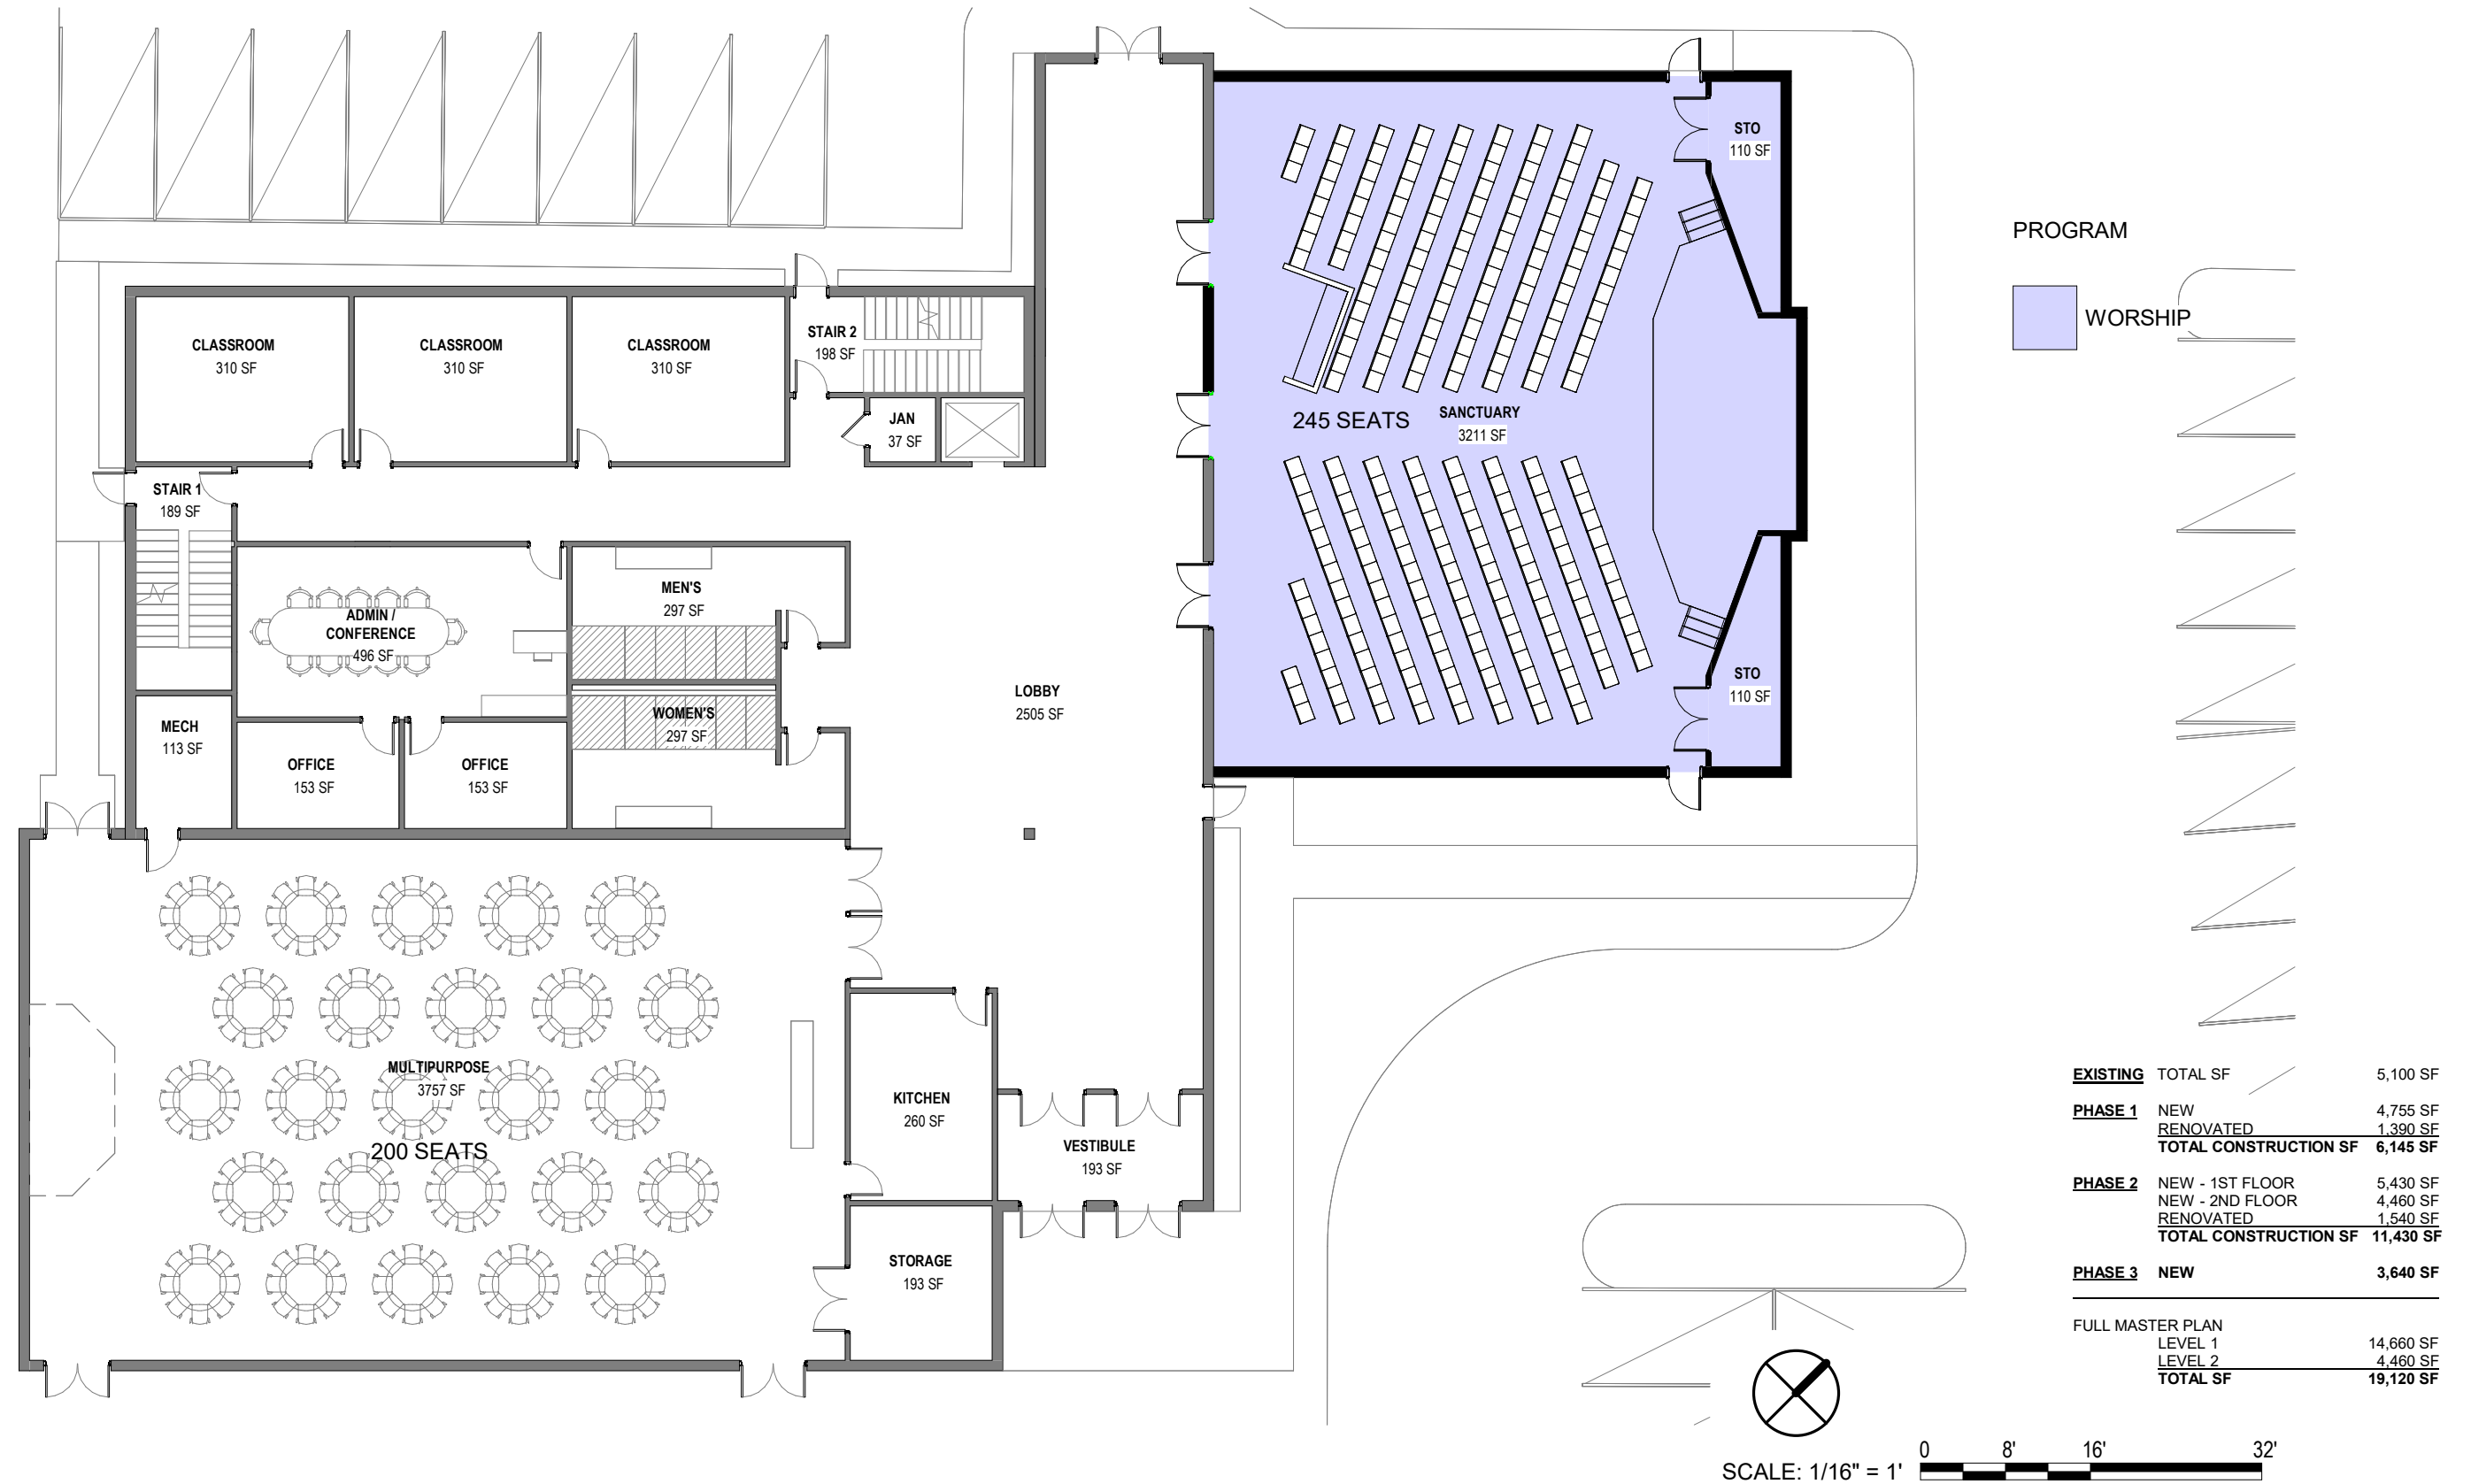 STO
110 SF
PROGRAM
WORSHIP
STAIR 2
198 SF
CLASSROOM
310 SF
CLASSROOM
310 SF
CLASSROOM
310 SF
JAN
37 SF
245 SEATS
SANCTUARY
3211 SF
STAIR 1
189 SF
MEN'S
297 SF
ADMIN /
CONFERENCE
496 SF
STO
110 SF
LOBBY
2505 SF
WOMEN'S
297 SF
MECH
113 SF
OFFICE
153 SF
OFFICE
153 SF
MULTIPURPOSE
3757 SF
200 SEATS
KITCHEN
260 SF
VESTIBULE
193 SF
STORAGE
193 SF
EXISTING TOTAL SF 5,100 SF
PHASE 1 NEW 4,755 SF
RENOVATED 1,390 SF
TOTAL CONSTRUCTION SF 6,145 SF
PHASE 2 NEW - 1ST FLOOR 5,430 SF
NEW - 2ND FLOOR 4,460 SF
RENOVATED 1,540 SF
TOTAL CONSTRUCTION SF 11,430 SF
PHASE 3 NEW 3,640 SF
FULL MASTER PLAN
LEVEL 1 14,660 SF
LEVEL 2 4,460 SF
TOTAL SF 19,120 SF
0 8' 16' 32'
SCALE: 1/16" = 1'